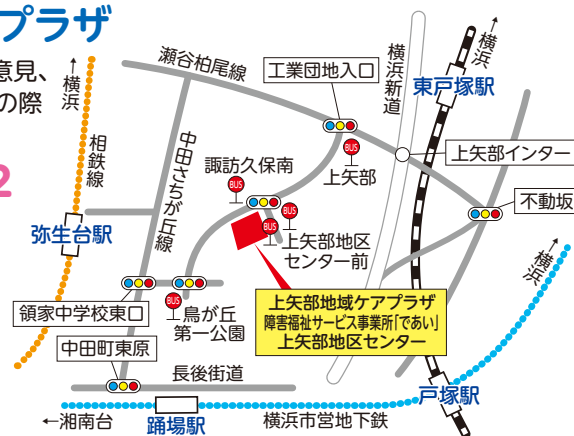 プラザ
意見、
の際
2
←横浜
相鉄線
弥生台駅
瀬谷柏尾線
工業団地入口
横浜新道
横浜→
東戸塚駅
上矢部インター
不動坂
中田さちが丘線
諏訪久保南
BUS
BUS
上矢部
BUS
BUS
上矢部地区
センター前
横浜→
領家中学校東口
BUS
鳥が丘
第一公園
上矢部地域ケアプラザ
障害福祉サービス事業所「であい」
上矢部地区センター
中田町東原
長後街道
戸塚駅
←湘南台
踊場駅
横浜市営地下鉄